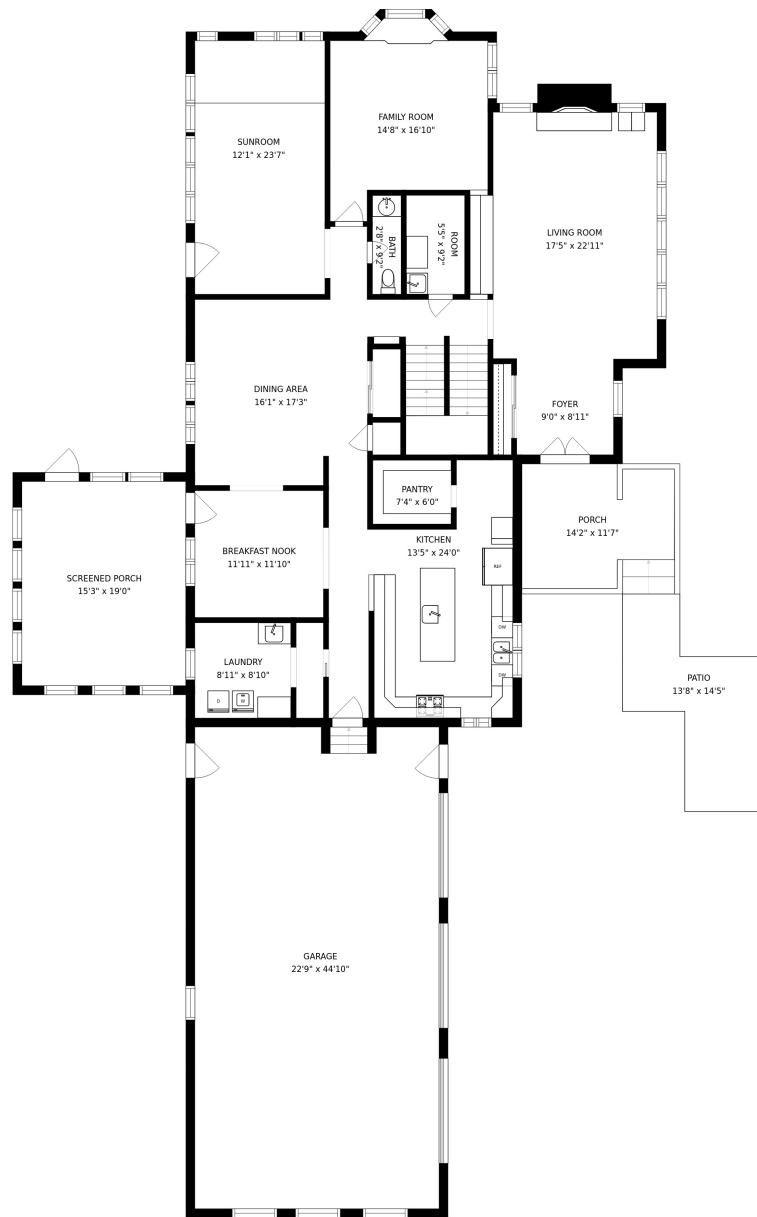 FAMILY ROOM
14'8" x 16'10"
SUNROOM
12'1" x 23'7"
LIVING ROOM
17'5" x 22'11"
BATH
2'8" x 9'2"
ROOM
5'5" x 9'2"
DINING AREA
16'1" x 17'3"
FOYER
9'0" x 8'11"
PANTRY
7'4" x 6'0"
KITCHEN
13'5" x 24'0"
PORCH
14'2" x 11'7"
BREAKFAST NOOK
11'11" x 11'10"
REF
SCREENED PORCH
15'3" x 19'0"
DW
LAUNDRY
8'11" x 8'10"
DW
PATIO
13'8" x 14'5"
D
W
GARAGE
22'9" x 44'10"